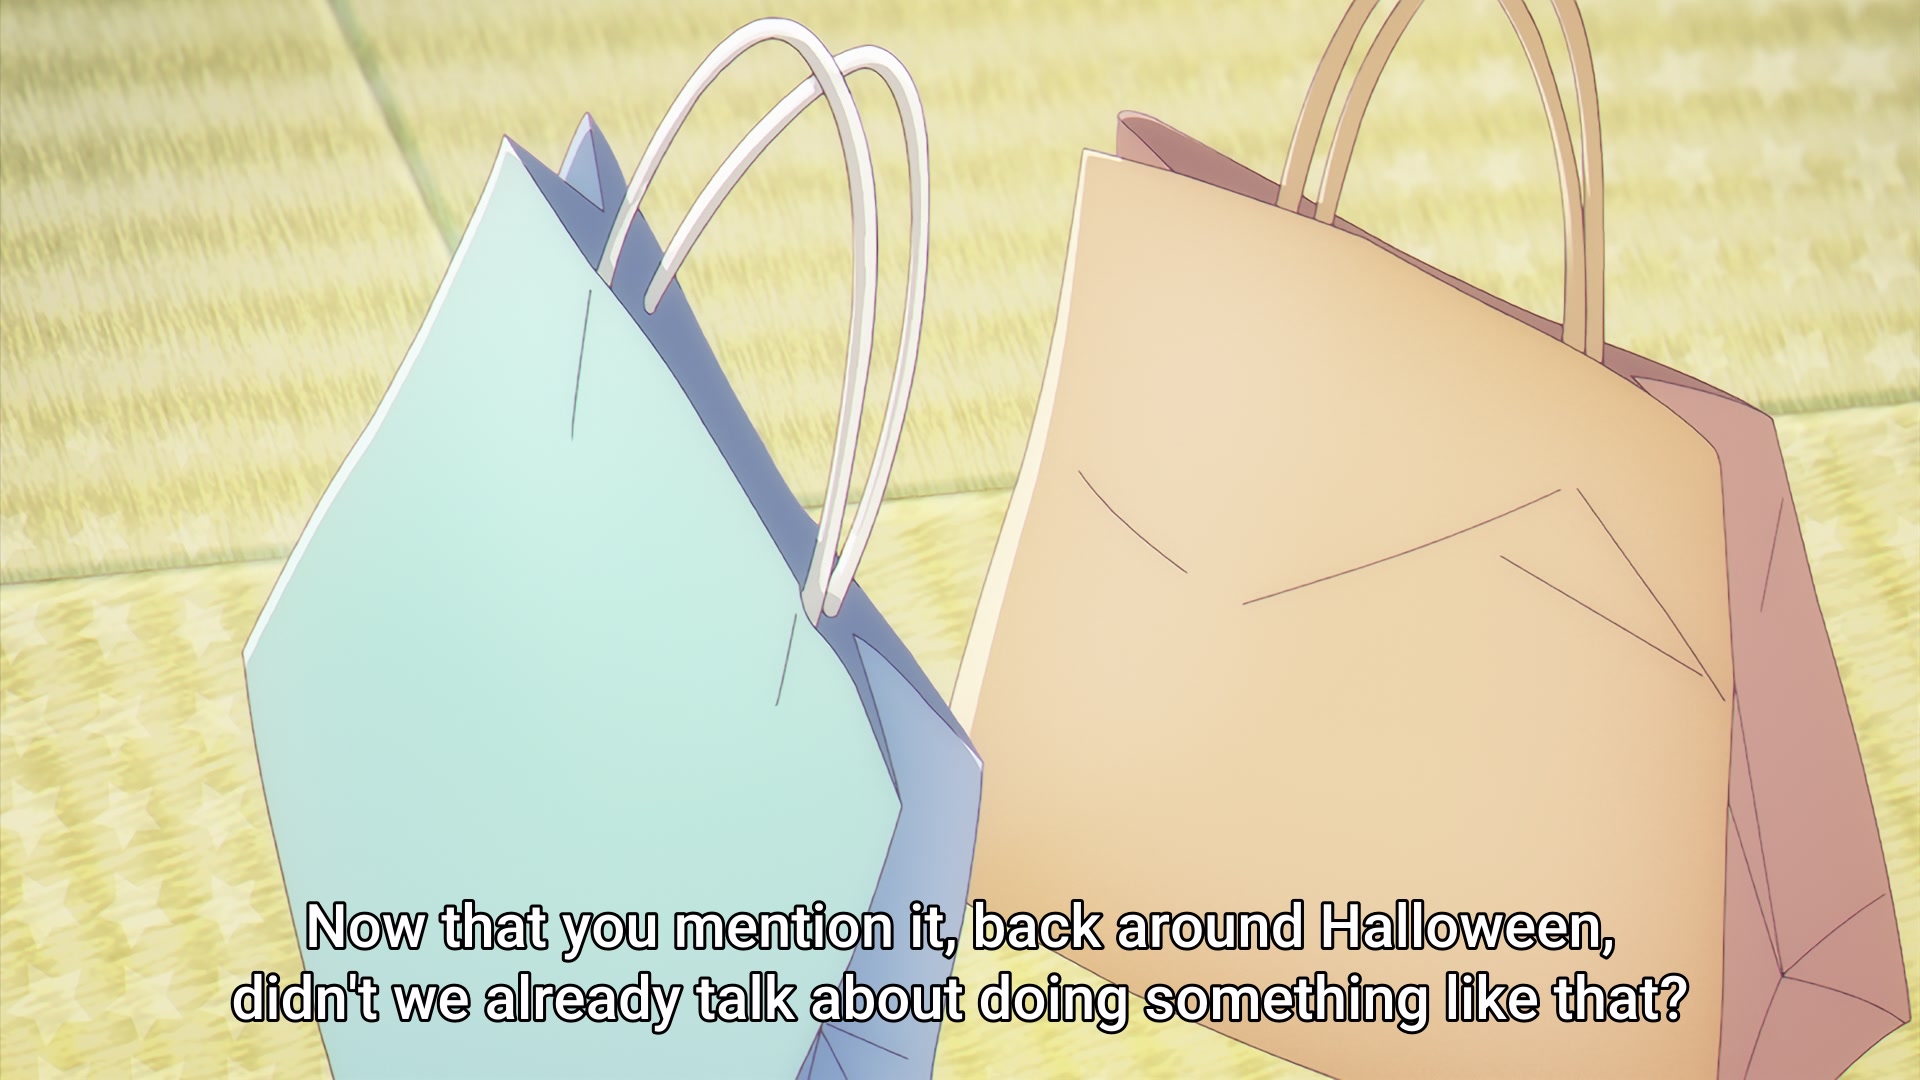 Now that you mention it, back around Halloween,
didn't we already talk about doing something like that?